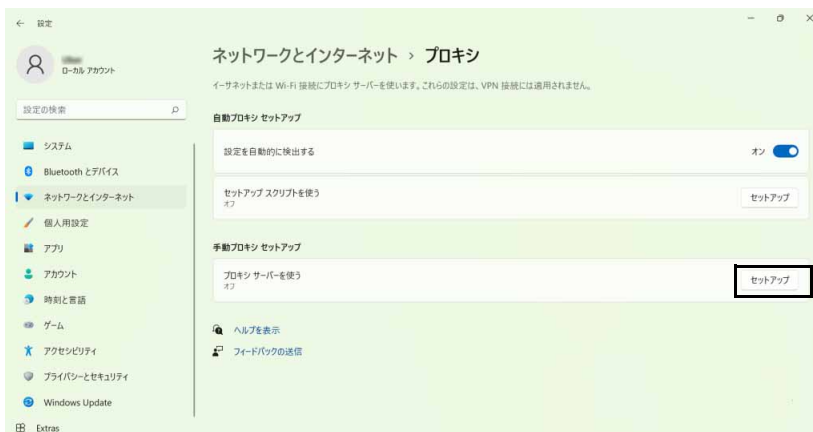 設定
ローカル アカウント
設定の検索
システム
Bluetooth とデバイス
ネットワークとインターネット
個人用設定
アプリ
アカウント
時刻と言語
ゲーム
アクセシビリティ
プライバシーとセキュリティ
Windows Update
Extras
ネットワークとインターネット › プロキシ
イーサネットまたは Wi-Fi 接続にプロキシ サーバーを使います。これらの設定は、VPN 接続には適用されません。
自動プロキシ セットアップ
設定を自動的に検出する
オン
セットアップ スクリプトを使う
オフ
セットアップ
手動プロキシ セットアップ
プロキシ サーバーを使う
オフ
セットアップ
ヘルプを表示
フィードバックの送信